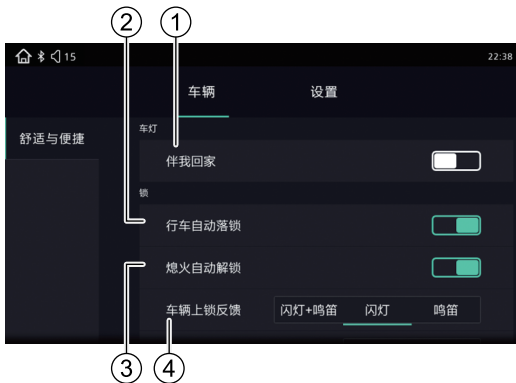 ② ①
15 22:38
车辆 设置
舒适与便捷
车灯
伴我回家
锁
行车自动落锁
熄火自动解锁
车辆上锁反馈 闪灯+鸣笛 闪灯 鸣笛
③ ④